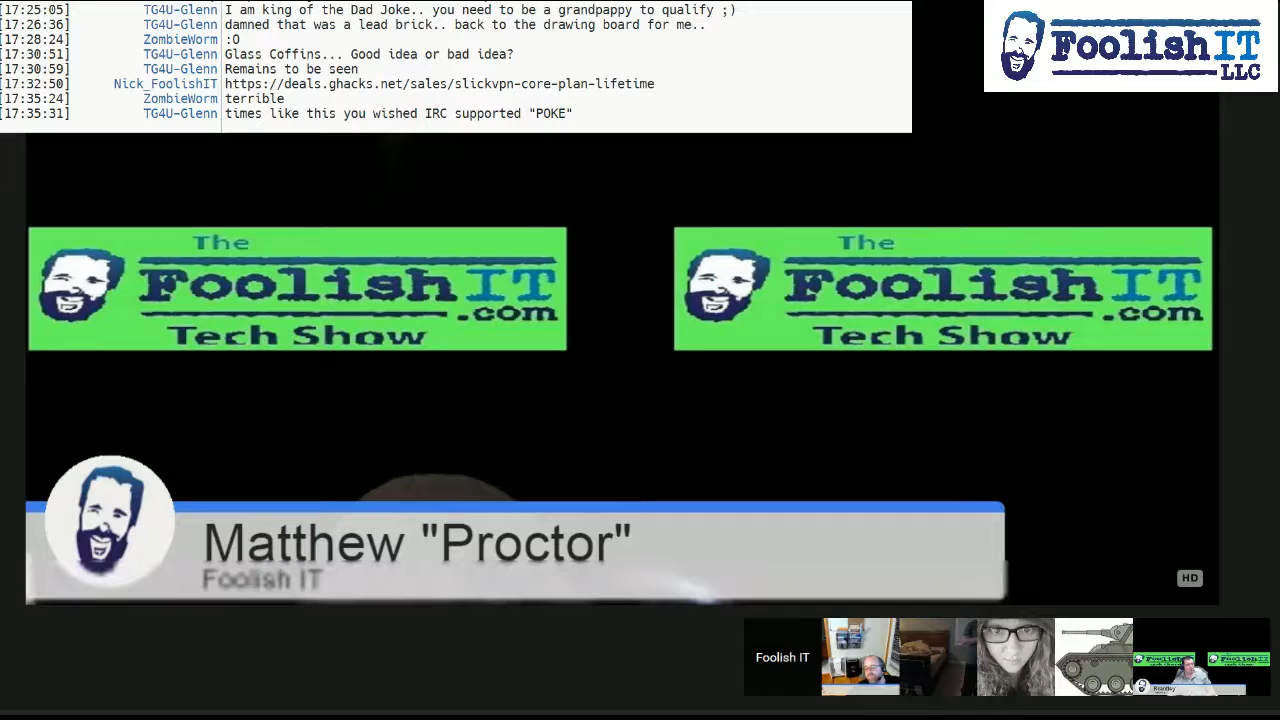 [17:25:05] TG4U-Glenn I am king of the Dad Joke.. you need to be a grandpappy to qualify ;)
[17:26:36] TG4U-Glenn damned that was a lead brick.. back to the drawing board for me..
[17:28:24] ZombieWorm :O
[17:30:51] TG4U-Glenn Glass Coffins... Good idea or bad idea?
[17:30:59] TG4U-Glenn Remains to be seen
[17:32:50] Nick_FoolishIT https://deals.ghacks.net/sales/slickvpn-core-plan-lifetime
[17:35:24] ZombieWorm terrible
[17:35:31] TG4U-Glenn times like this you wished IRC supported "POKE"
FoolishIT
LLC
The
FoolishIT
.com
Tech Show
The
FoolishIT
.com
Tech Show
Matthew "Proctor"
Foolish IT
HD
Foolish IT
FoolishIT
FoolishIT
Brantley